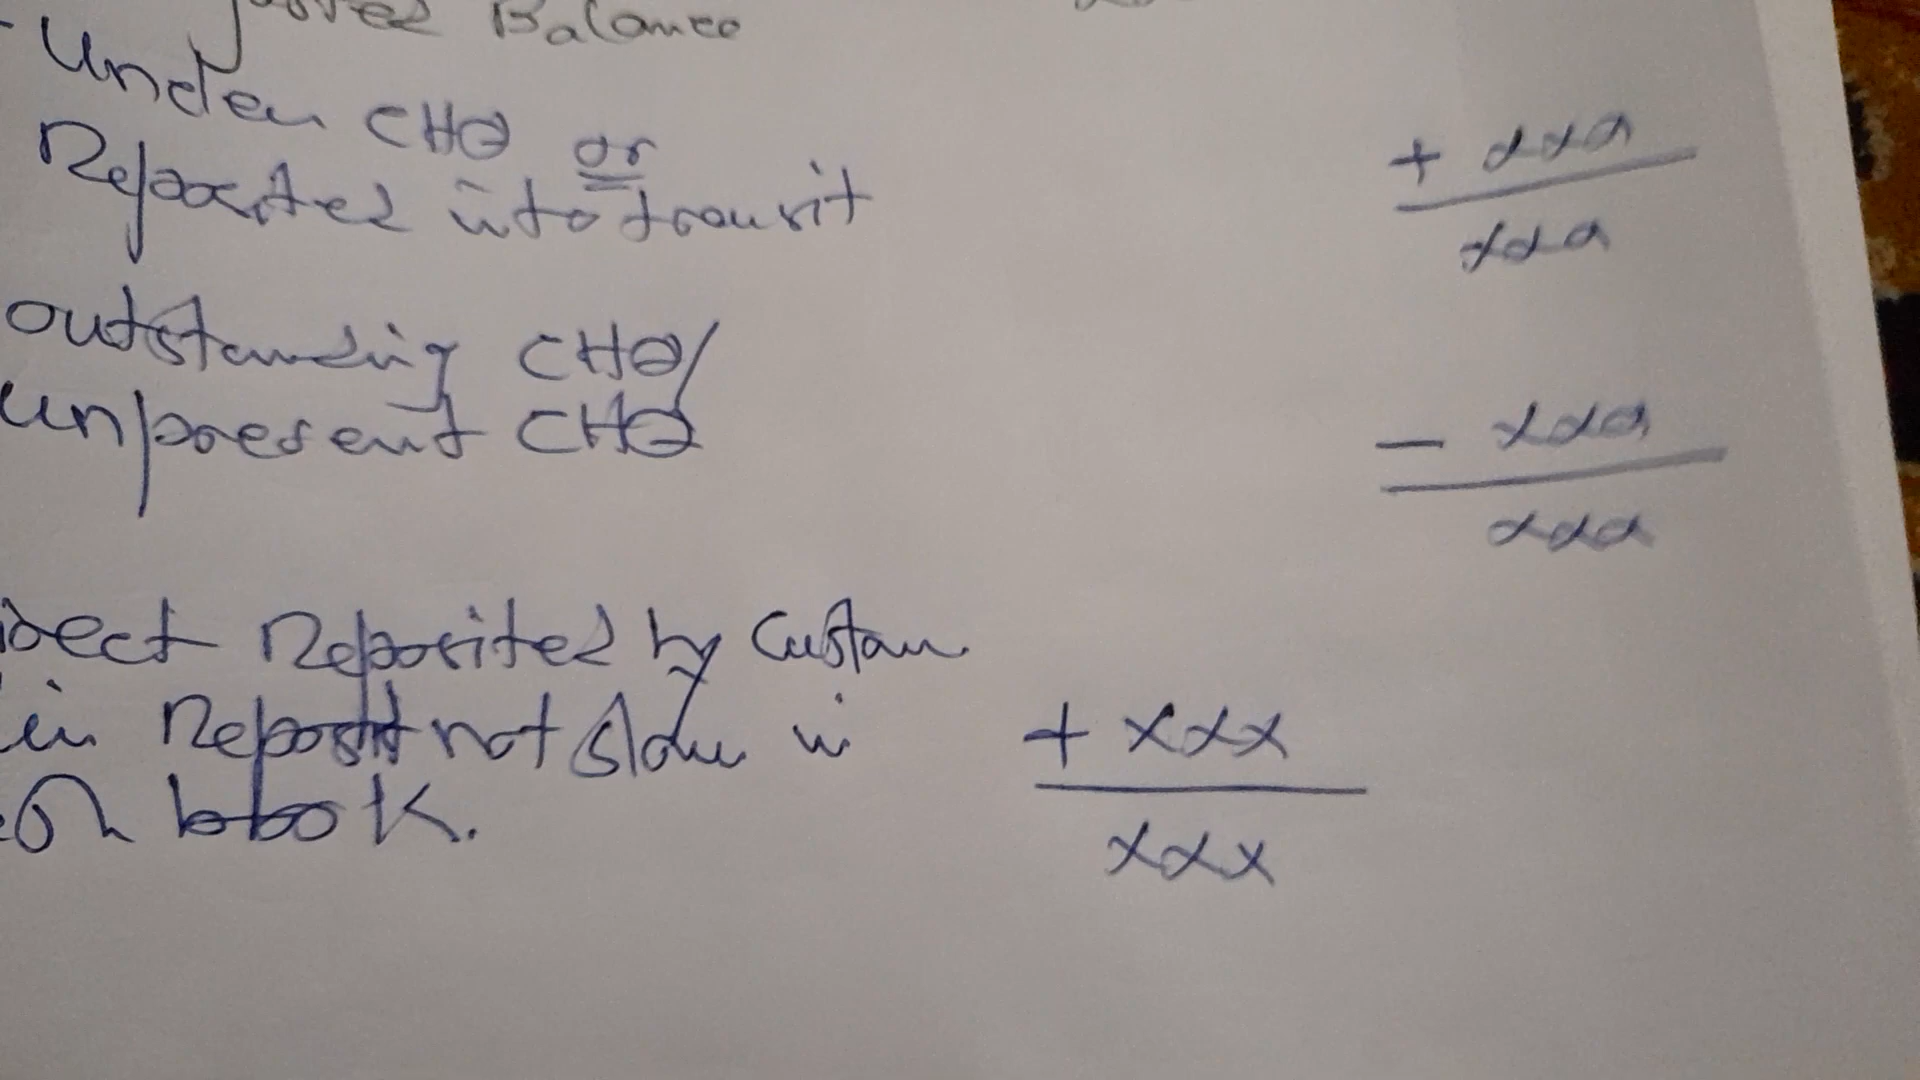 Balance
Under CHQ or
Deposited into transit + xxx
xxx
outstanding CHQ/
unpresent CHQ - xxx
xxx
Deposited by Custom
in Deposit not Show in + xxx
book. xxx